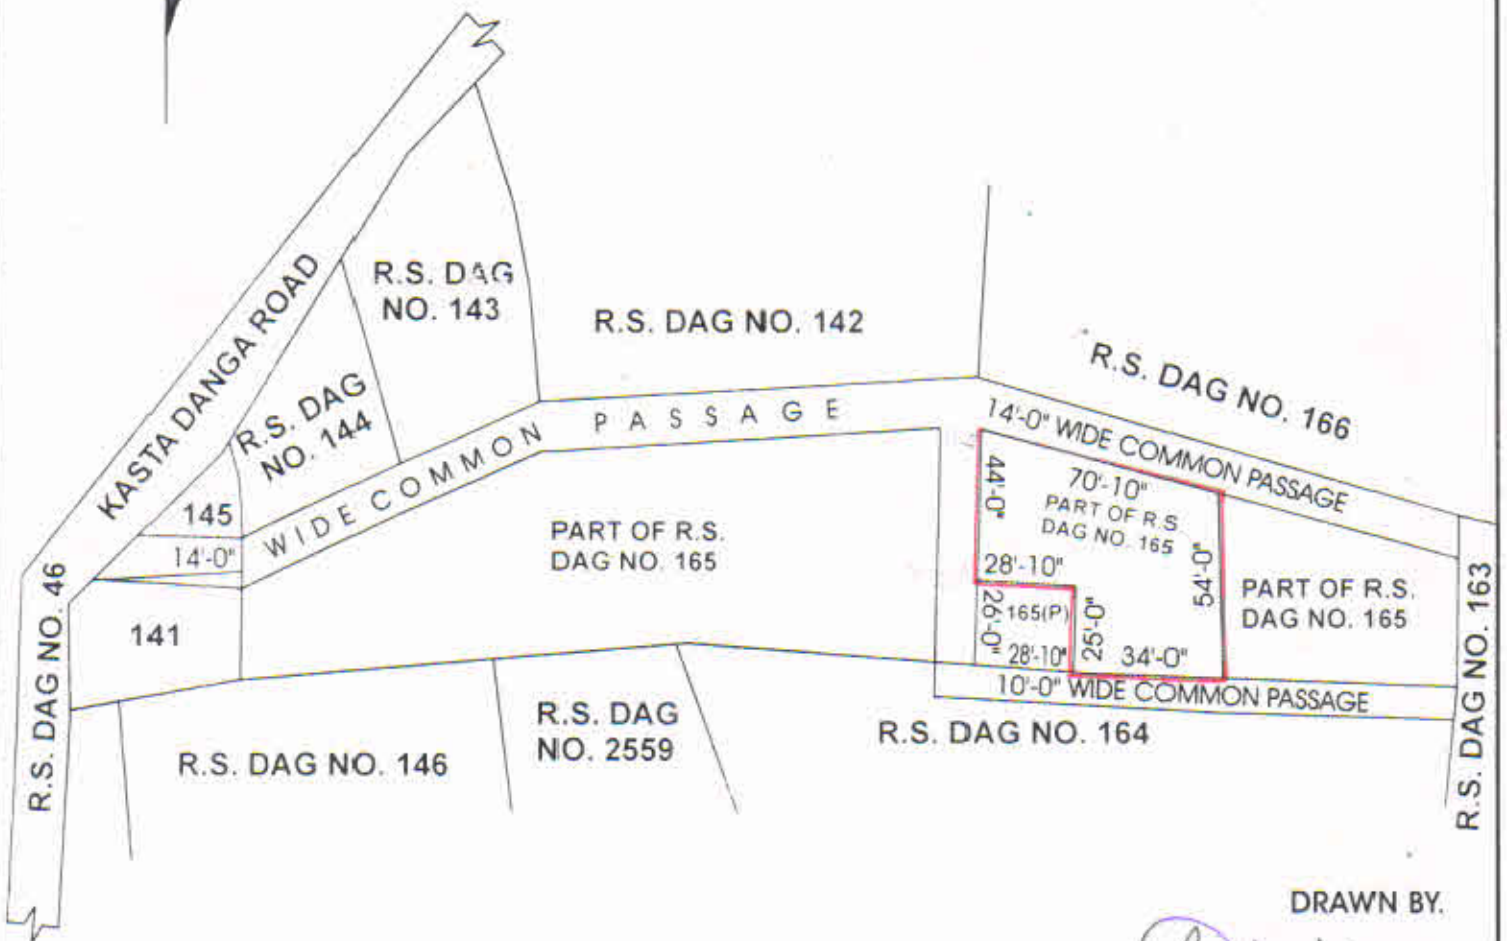 KASTA DANGA ROAD
R.S. DAG
NO. 143
R.S. DAG NO. 142
R.S. DAG NO. 166
R.S. DAG
NO. 144
145
14'-0"
WIDE COMMON PASSAGE
14'-0" WIDE COMMON PASSAGE
70'-10"
44'-0"
PART OF R.S
DAG NO. 165
54'-0"
28'-10"
26'-0"
165(P)
25'-0"
28'-10"
34'-0"
PART OF R.S.
DAG NO. 165
PART OF R.S.
DAG NO. 165
141
R.S. DAG NO. 46
R.S. DAG NO. 163
10'-0" WIDE COMMON PASSAGE
R.S. DAG NO. 146
R.S. DAG
NO. 2559
R.S. DAG NO. 164
DRAWN BY.